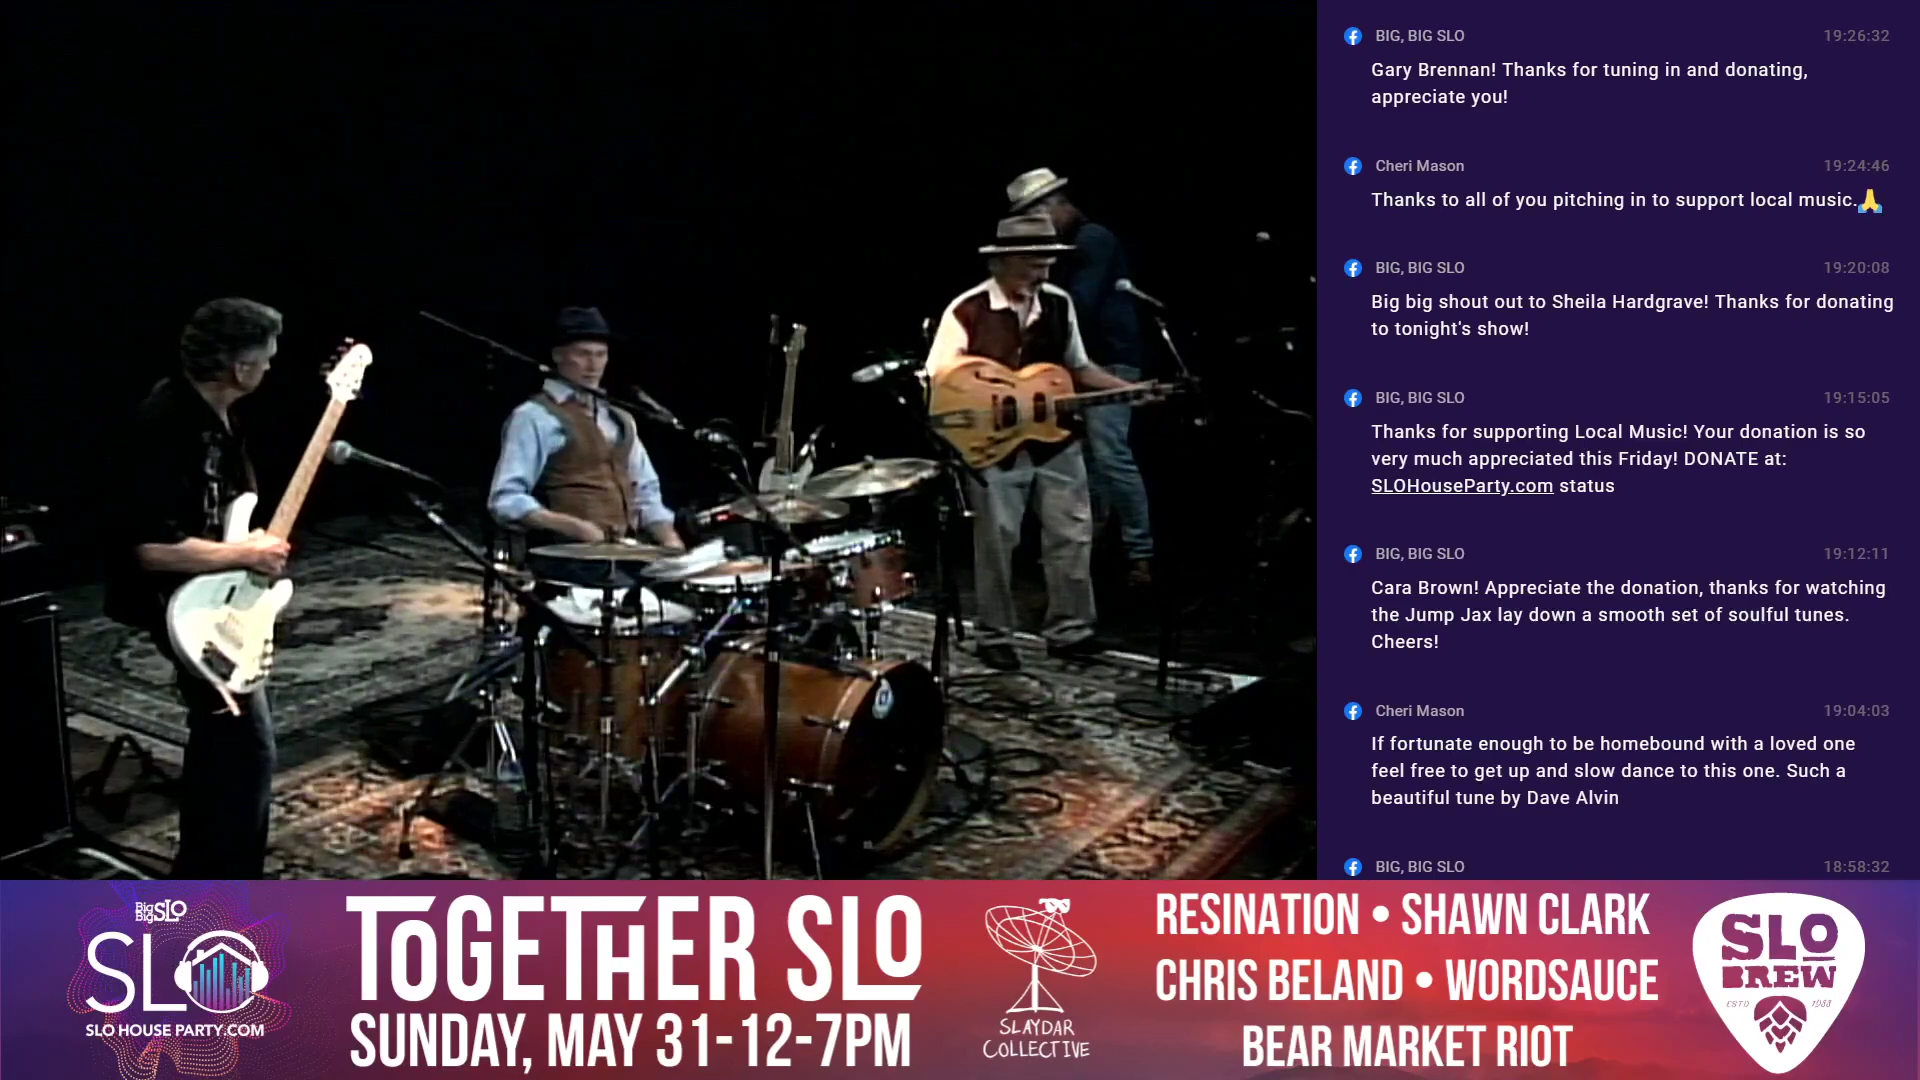 BIG, BIG SLO 19:26:32
Gary Brennan! Thanks for tuning in and donating,
appreciate you!
Cheri Mason 19:24:46
Thanks to all of you pitching in to support local music.🙏
BIG, BIG SLO 19:20:08
Big big shout out to Sheila Hardgrave! Thanks for donating
to tonight's show!
BIG, BIG SLO 19:15:05
Thanks for supporting Local Music! Your donation is so
very much appreciated this Friday! DONATE at:
SLOHouseParty.com status
BIG, BIG SLO 19:12:11
Cara Brown! Appreciate the donation, thanks for watching
the Jump Jax lay down a smooth set of soulful tunes.
Cheers!
Cheri Mason 19:04:03
If fortunate enough to be homebound with a loved one
feel free to get up and slow dance to this one. Such a
beautiful tune by Dave Alvin
BIG, BIG SLO 18:58:32
Big Big SLO
SLO
SLO HOUSE PARTY.COM
TOGETHER SLO
SUNDAY, MAY 31-12-7PM
SLAYDAR
COLLECTIVE
RESINATION • SHAWN CLARK
CHRIS BELAND • WORDSAUCE
BEAR MARKET RIOT
SLO
BREW
ESTD 1988